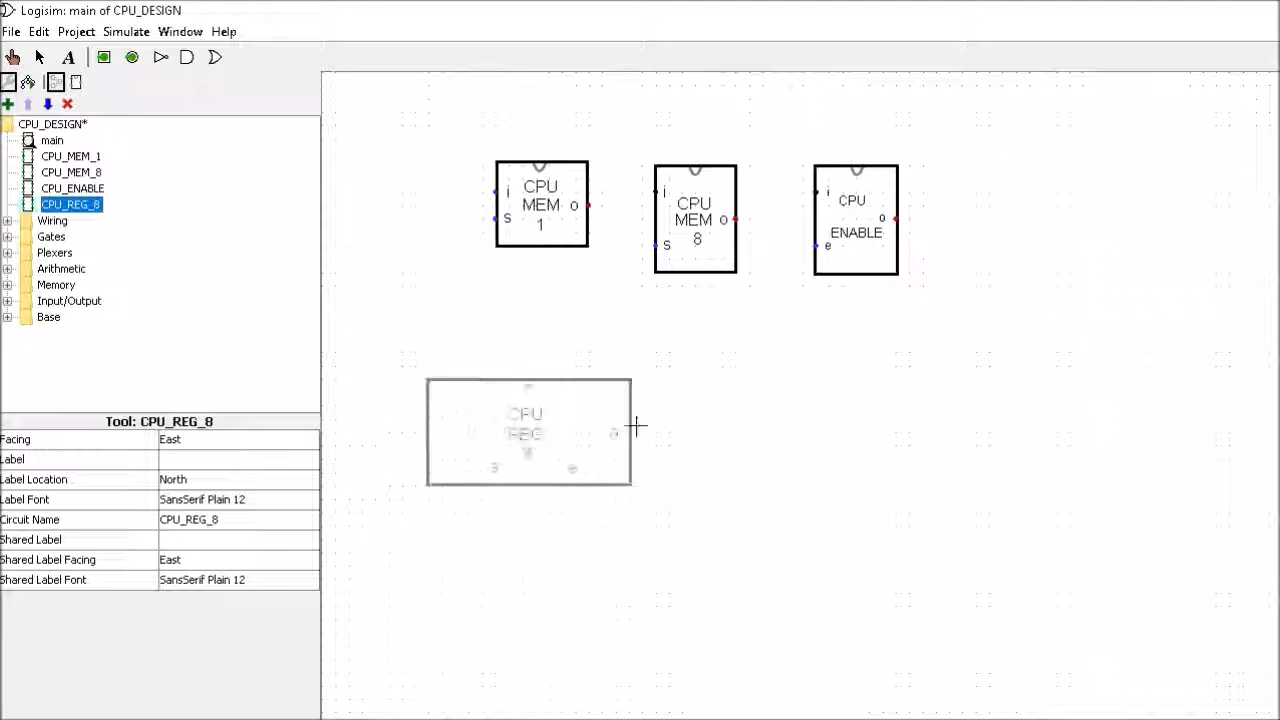 Logisim: main of CPU_DESIGN
File Edit Project Simulate Window Help
A
CPU_DESIGN*
main
CPU_MEM_1
CPU_MEM_8
CPU_ENABLE
CPU_REG_8
Wiring
Gates
Plexers
Arithmetic
Memory
Input/Output
Base
Tool: CPU_REG_8
Facing East
Label
Label Location North
Label Font SansSerif Plain 12
Circuit Name CPU_REG_8
Shared Label
Shared Label Facing East
Shared Label Font SansSerif Plain 12
CPU
i MEM o
s 1
i CPU
MEM o
s 8
i CPU
o
ENABLE
e
CPU
REG o
8
s e